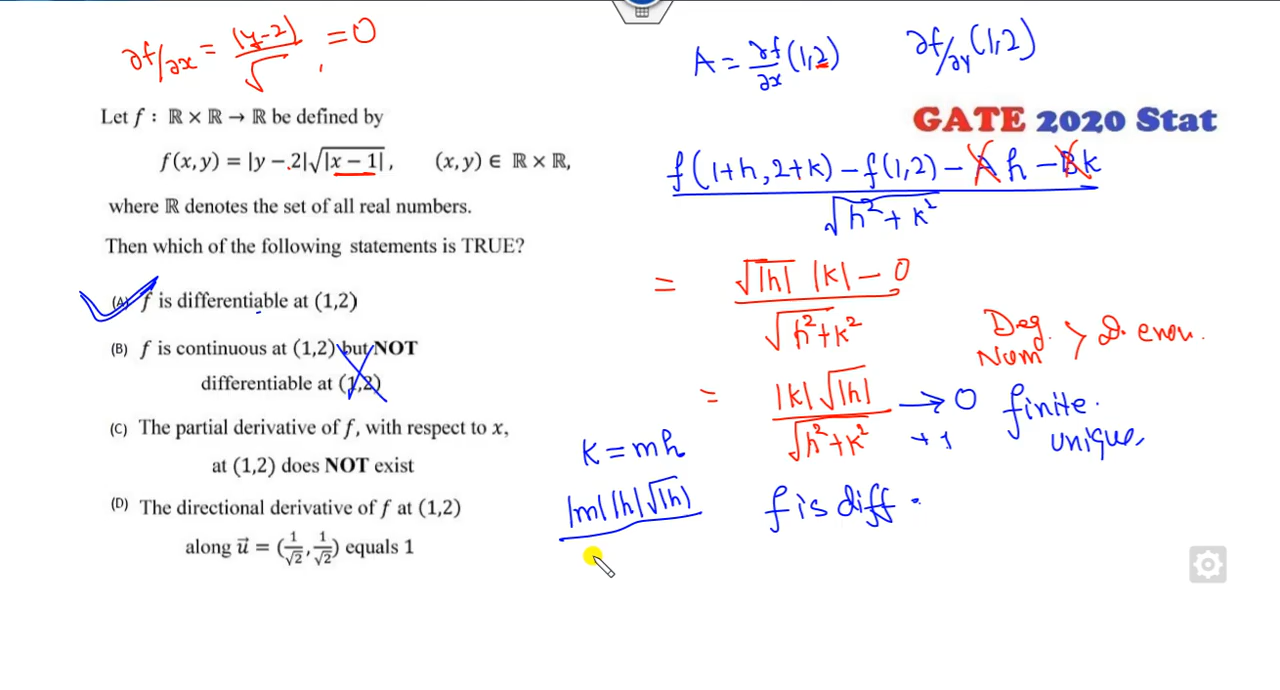 ∂f/∂x = |y-2| / √ , = 0
A = ∂f/∂x (1,2)   ∂f/∂y (1,2)
Let f : ℝ × ℝ → ℝ be defined by
GATE 2020 Stat
f(x, y) = |y − 2|√|x − 1|,   (x, y) ∈ ℝ × ℝ,
f(1+h, 2+k) − f(1,2) − A h − B k
√h²+k²
where ℝ denotes the set of all real numbers.
Then which of the following statements is TRUE?
= √|h| |k| − 0
√h²+k²
(A) f is differentiable at (1,2)
Deg. Num > Denom.
(B) f is continuous at (1,2) but NOT
differentiable at (1,2)
= |k| √|h| / √h²+k² → 0 finite.
unique,
(C) The partial derivative of f, with respect to x,
at (1,2) does NOT exist
k = mh
|m| |h| √|h|
f is diff.
(D) The directional derivative of f at (1,2)
along u⃗ = (1/√2, 1/√2) equals 1